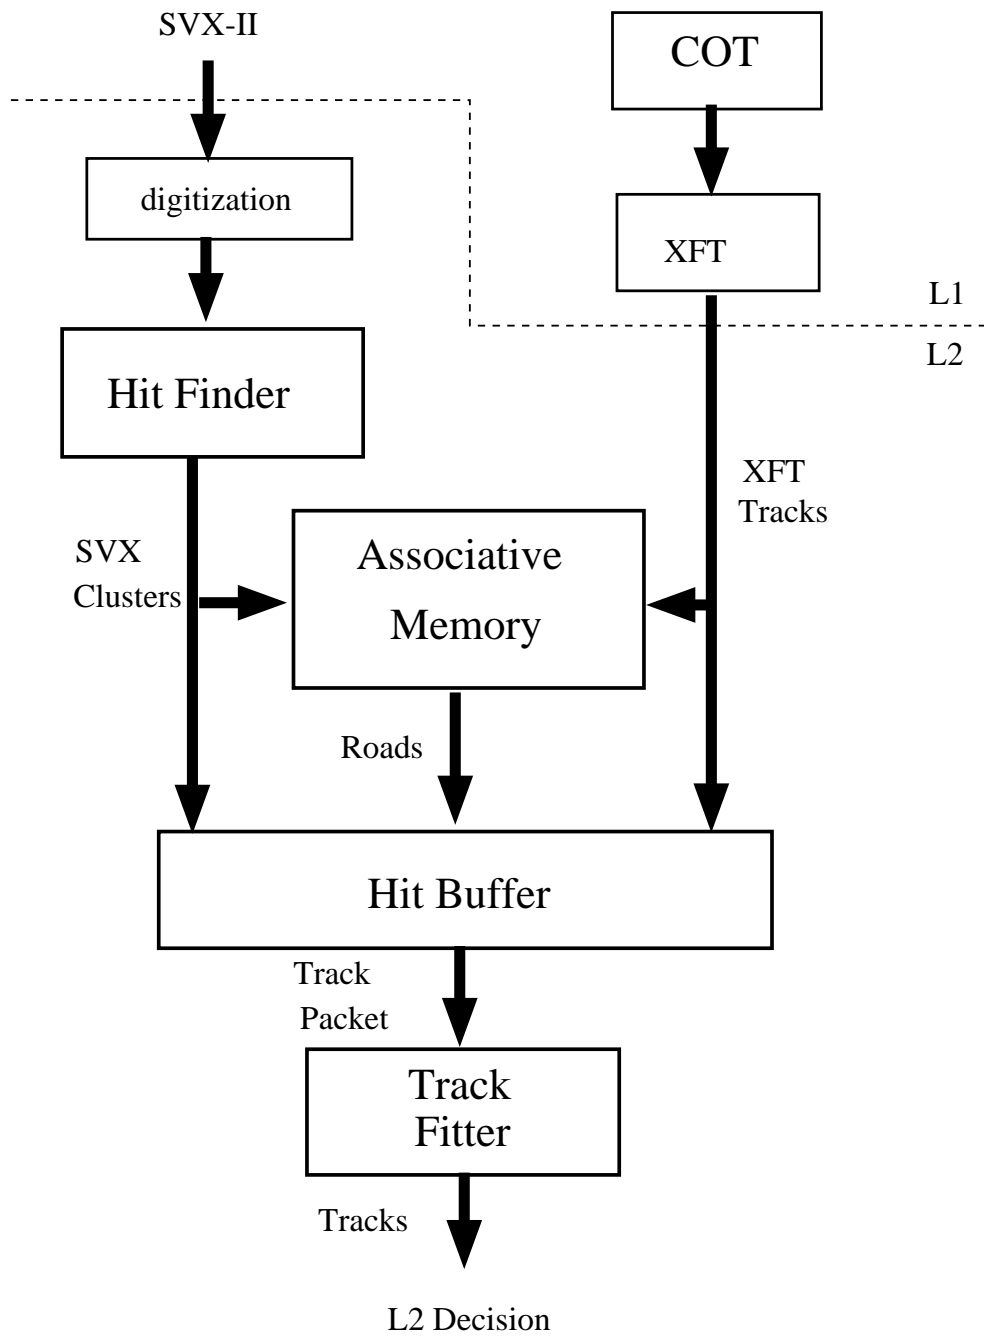 SVX-II
COT
digitization
XFT
L1
L2
Hit Finder
XFT
Tracks
SVX
Clusters
Associative
Memory
Roads
Hit Buffer
Track
Packet
Track
Fitter
Tracks
L2 Decision